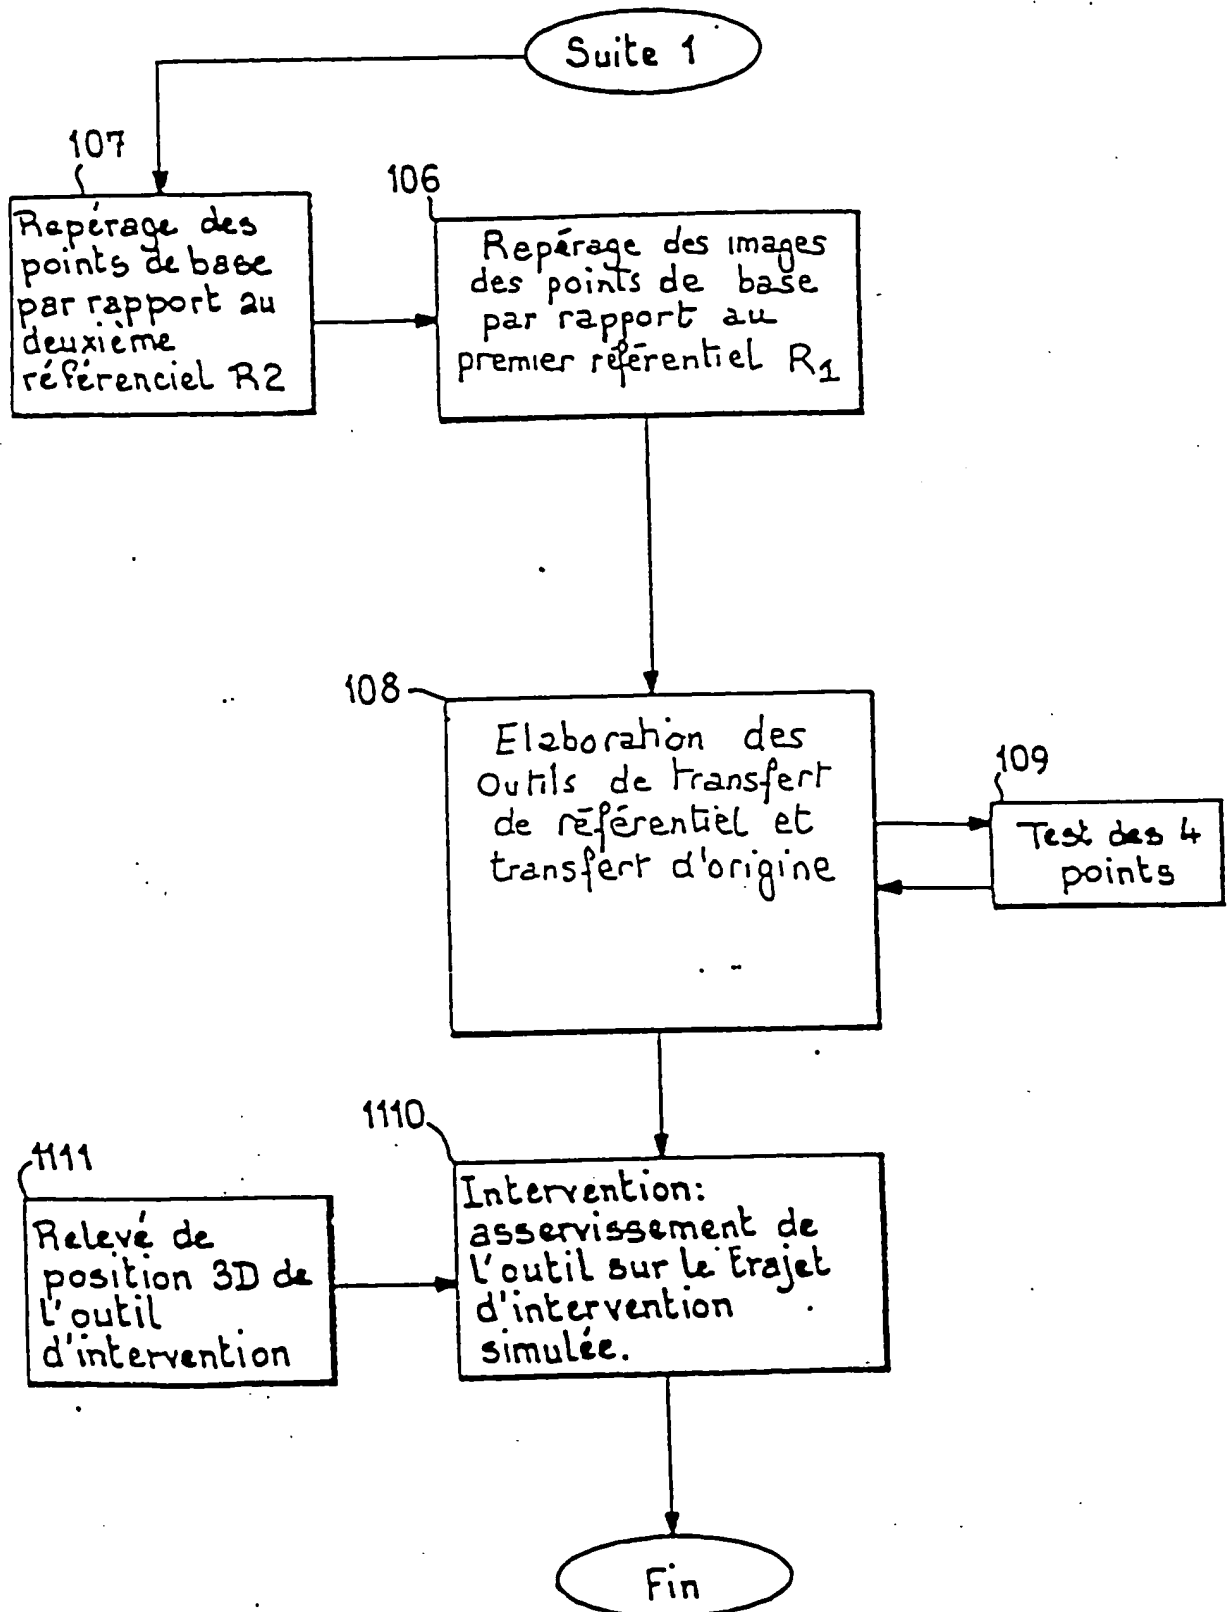 Suite 1
107
Repérage des
points de base
par rapport au
deuxième
référenciel R2
106
Repérage des images
des points de base
par rapport au
premier référentiel R1
108
Elaboration des
Outils de transfert
de référentiel et
transfert d'origine
109
Test des 4
points
1111
Relevé de
position 3D de
l'outil
d'intervention
1110
Intervention:
asservissement de
l'outil sur le trajet
d'intervention
simulée.
Fin